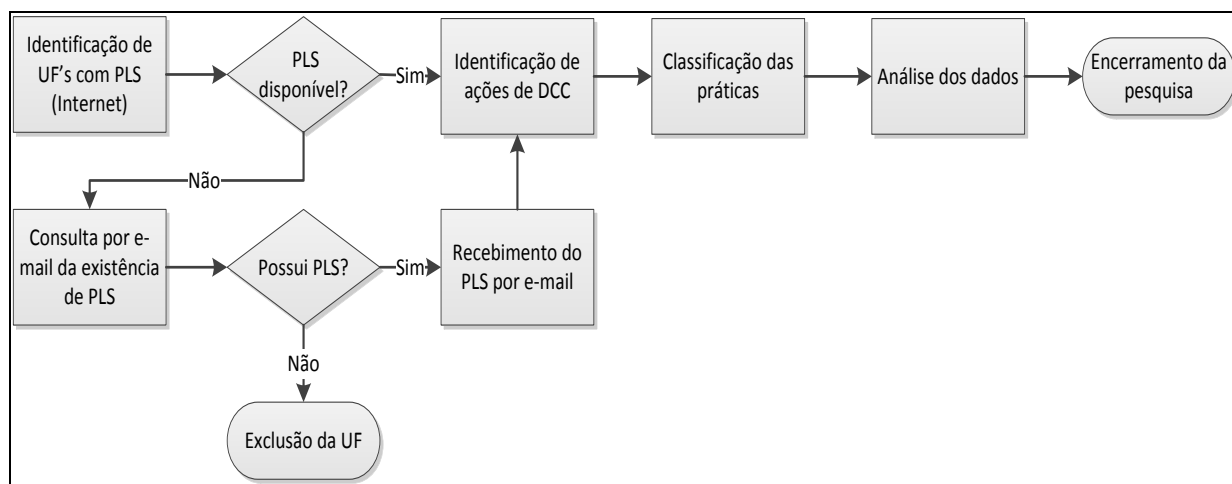 Identificação de
UF's com PLS
(Internet)
PLS
disponível?
Sim
Identificação de
ações de DCC
Classificação das
práticas
Análise dos dados
Encerramento da
pesquisa
Não
Consulta por e-
mail da existência
de PLS
Possui PLS?
Sim
Recebimento do
PLS por e-mail
Não
Exclusão da UF